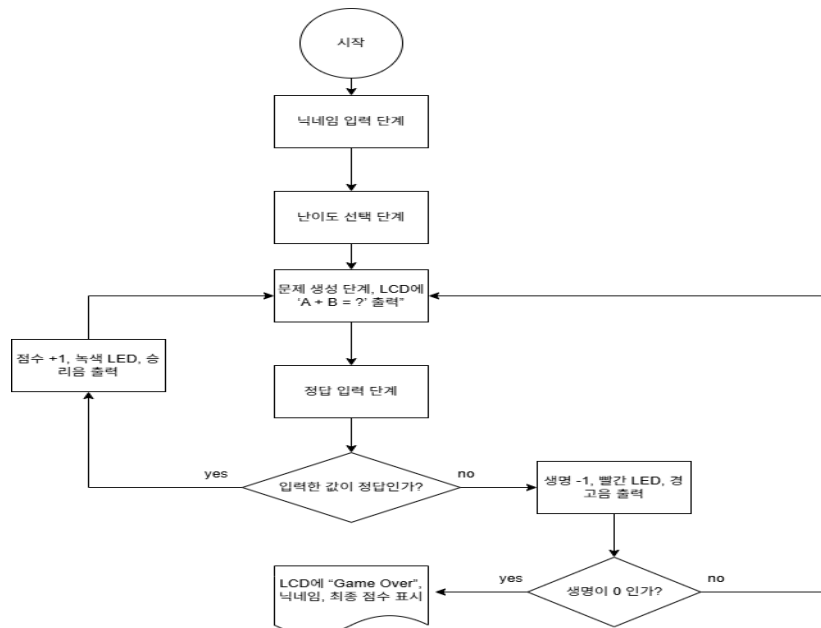 시작
닉네임 입력 단계
난이도 선택 단계
문제 생성 단계, LCD에
‘A + B = ?’ 출력”
점수 +1, 녹색 LED, 승
리음 출력
정답 입력 단계
yes
입력한 값이 정답인가?
no
생명 -1, 빨간 LED, 경
고음 출력
LCD에 “Game Over”,
닉네임, 최종 점수 표시
yes
생명이 0 인가?
no